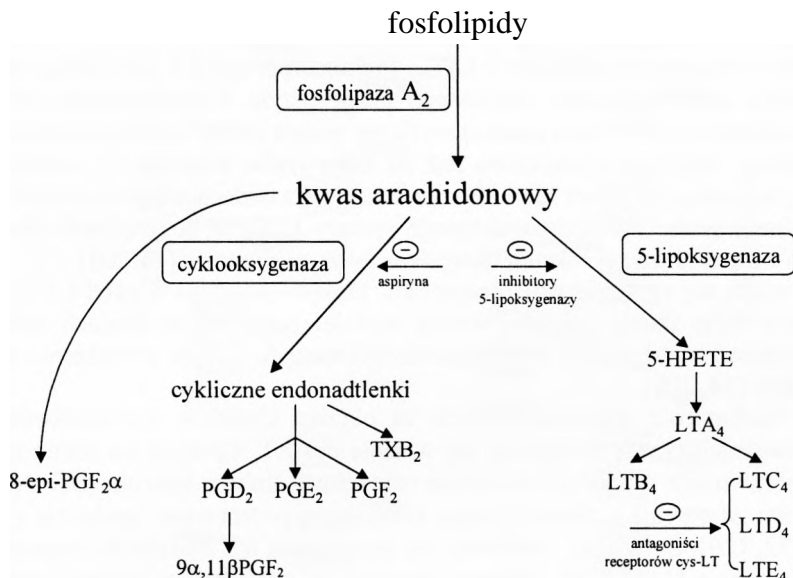 fosfolipidy
fosfolipaza A₂
kwas arachidonowy
cyklooksygenaza
5-lipoksygenaza
−
−
aspiryna
inhibitory
5-lipoksygenazy
5-HPETE
cykliczne endonadtlenki
LTA₄
TXB₂
8-epi-PGF₂α
PGD₂ PGE₂ PGF₂
LTB₄
LTC₄
−
LTD₄
antagoniści
receptorów cys-LT
9α,11βPGF₂
LTE₄